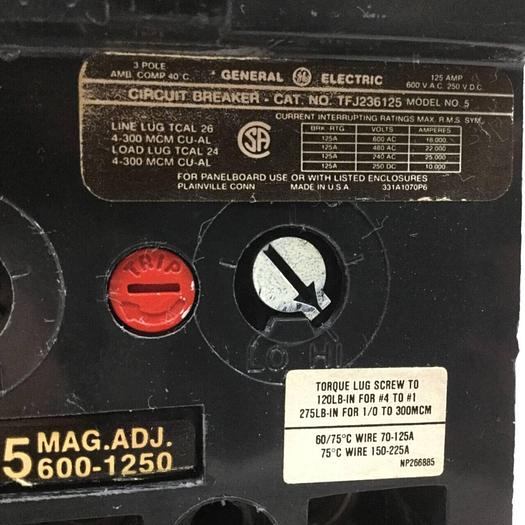 3 POLE
AMB. COMP 40°C.
GENERAL GE ELECTRIC
125 AMP
600 V.A.C. 250 V.D.C.
CIRCUIT BREAKER - CAT. NO. TFJ236125 MODEL NO. 5
CURRENT INTERRUPTING RATINGS MAX. R.M.S. SYM.
LINE LUG TCAL 26
4-300 MCM CU-AL
LOAD LUG TCAL 24
4-300 MCM CU-AL
SA
BRK-RTG VOLTS AMPERES
125A 600 AC 18,000
125A 480 AC 22,000
125A 240 AC 25,000
125A 250 DC 10,000
FOR PANELBOARD USE OR WITH LISTED ENCLOSURES
PLAINVILLE CONN MADE IN U.S.A 331A1070P6
TRIP
LO HI
TORQUE LUG SCREW TO
120LB-IN FOR #4 TO #1
275LB-IN FOR 1/0 TO 300MCM
60/75°C WIRE 70-125A
75°C WIRE 150-225A
NP266885
5 MAG.ADJ.
600-1250